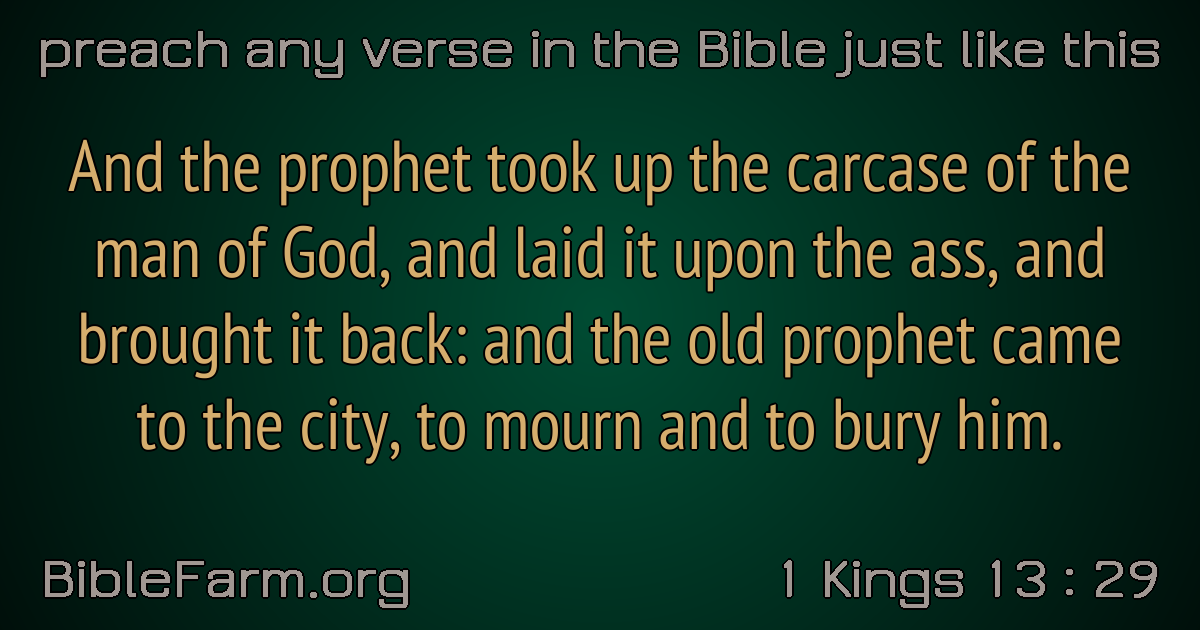 preach any verse in the Bible just like this
And the prophet took up the carcase of the
man of God, and laid it upon the ass, and
brought it back: and the old prophet came
to the city, to mourn and to bury him.
BibleFarm.org
1 Kings 13 : 29